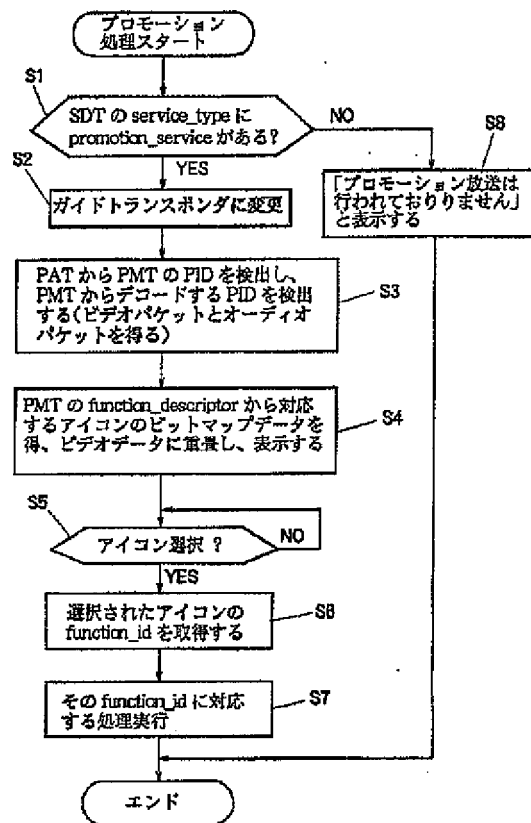 プロモーション
処理スタート
S1
SDT の service_type に
promotion_service がある?
NO
S8
YES
S2
「プロモーション放送は
行われておりりません」
と表示する
ガイドトランスポンダに変更
PAT から PMT の PID を検出し、
PMT からデコードする PID を検出
する(ビデオパケットとオーディオ
パケットを得る)
S3
PMT の function_descriptor から対応
するアイコンのビットマップデータを
得、ビデオデータに重畳し、表示する
S4
S5
アイコン選択 ?
NO
YES
選択されたアイコンの
function_id を取得する
S6
その function_id に対応
する処理実行
S7
エンド